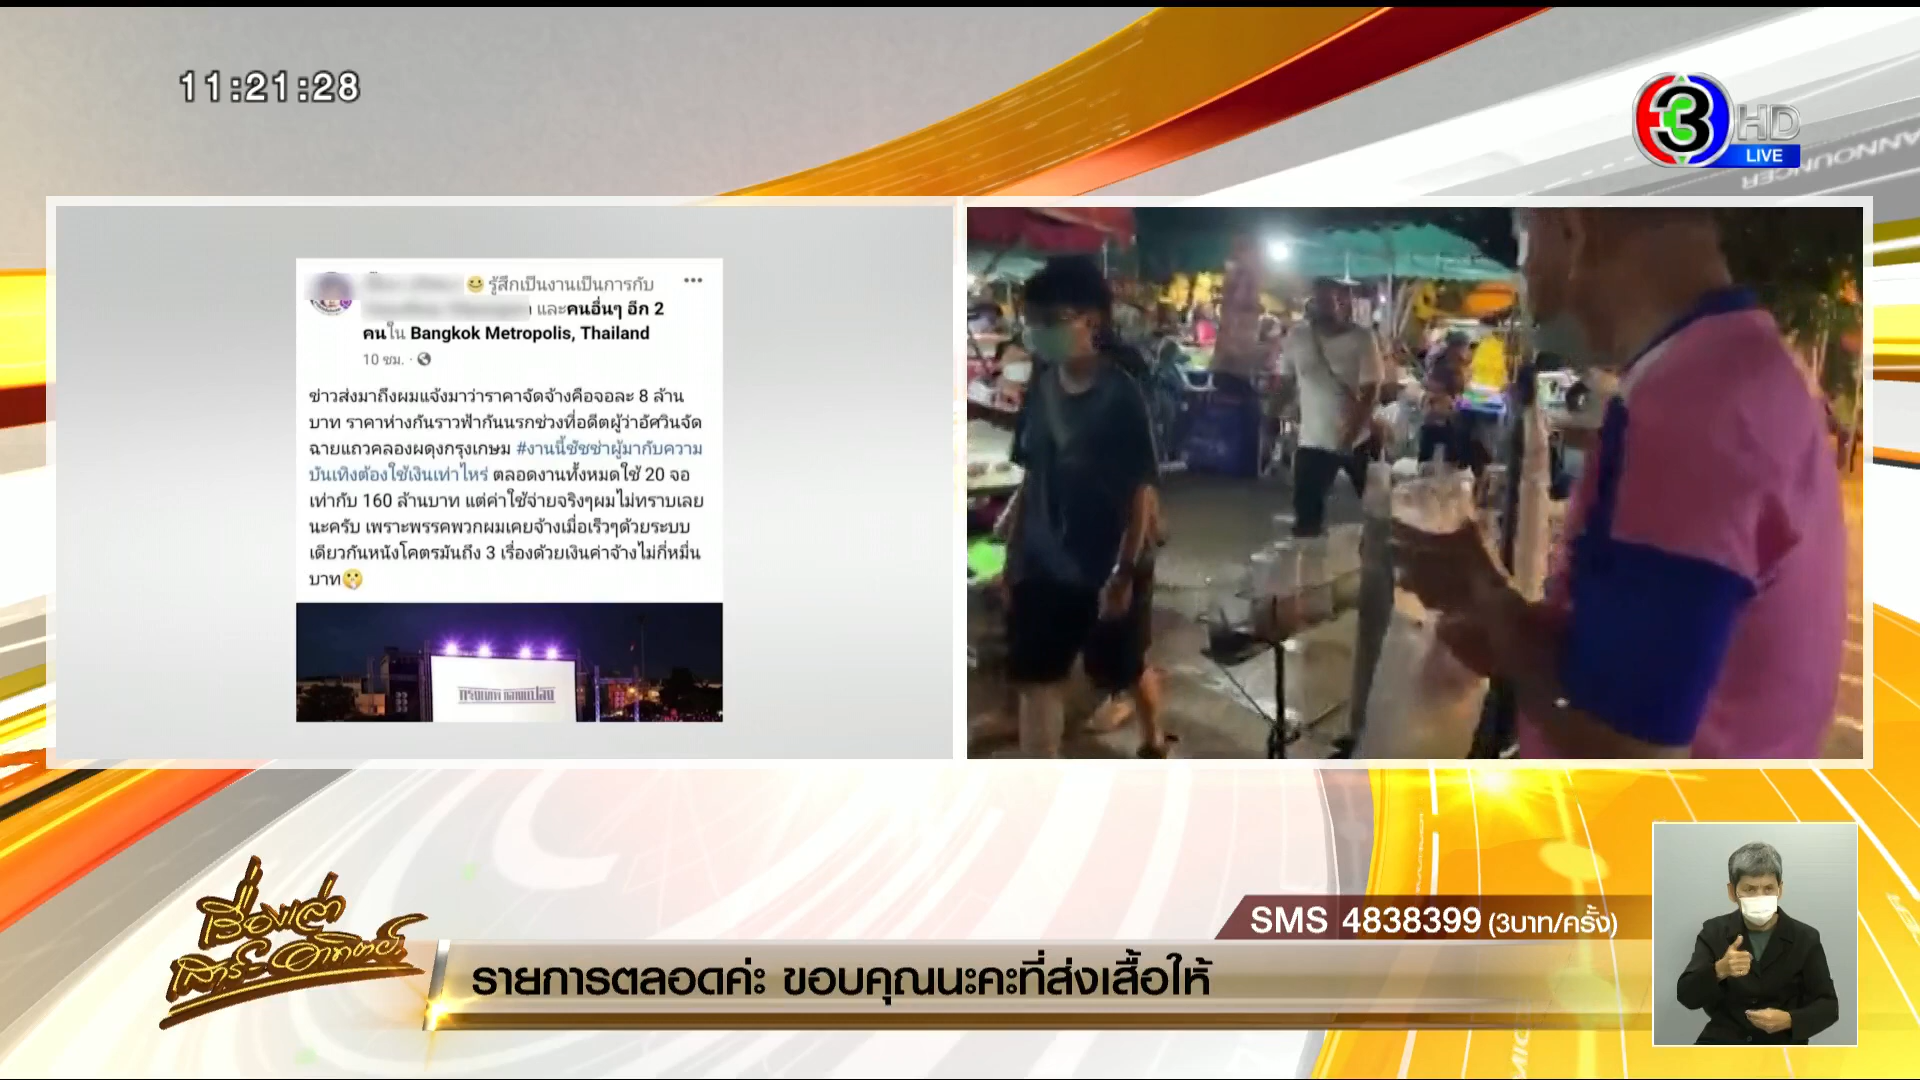 11:21:28
3 HD
LIVE
ANNOUNCER
รู้สึกเป็นงานเป็นการกับ
และคนอื่นๆ อีก 2
คนใน Bangkok Metropolis, Thailand
10 ชม.
ข่าวส่งมาถึงผมแจ้งมาว่าราคาจัดจ้างคือจอละ 8 ล้าน
บาท ราคาห่างกันราวฟ้ากันนรกช่วงที่อดีตผู้ว่าอัศวินจัด
ฉายแถวคลองผดุงกรุงเกษม #งานนี้ชัชช่าผู้มากับความ
บันเทิงต้องใช้เงินเท่าไหร่ ตลอดงานทั้งหมดใช้ 20 จอ
เท่ากับ 160 ล้านบาท แต่ค่าใช้จ่ายจริงๆผมไม่ทราบเลย
นะครับ เพราะพรรคพวกผมเคยจ้างเมื่อเร็วๆด้วยระบบ
เดียวกันหนังโคตรมันถึง 3 เรื่องด้วยเงินค่าจ้างไม่กี่หมื่น
บาท
กรุงเทพ กลางแปลง
เรื่องเล่า
เสาร์-อาทิตย์
SMS 4838399 (3บาท/ครั้ง)
รายการตลอดค่ะ ขอบคุณนะคะที่ส่งเสื้อให้